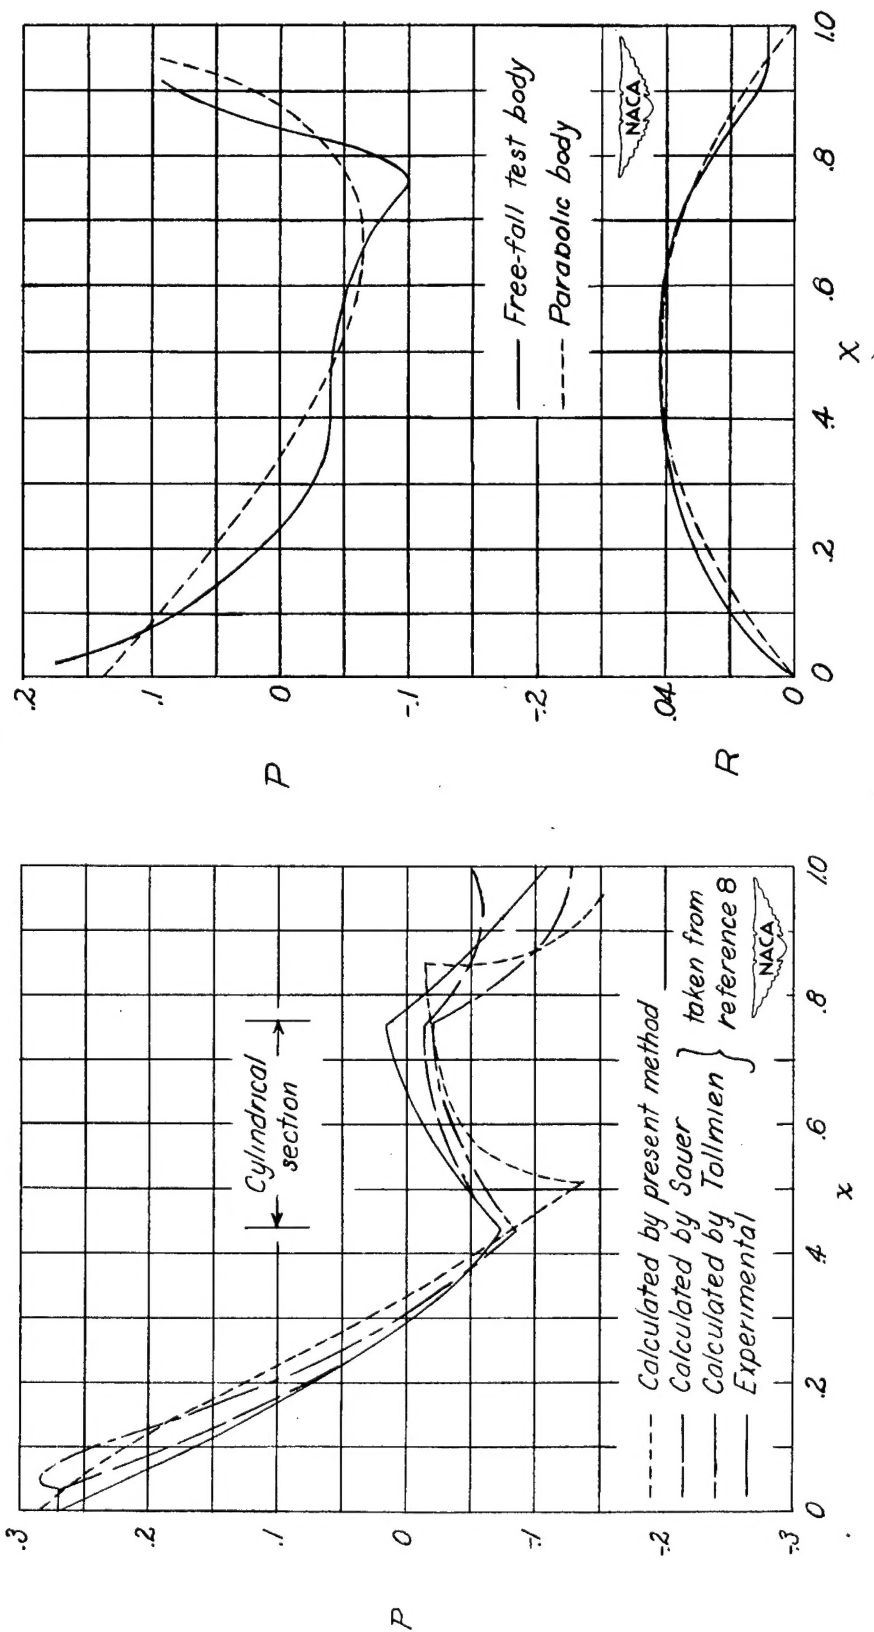 .3
.2
.1
0
-.1
-.2
-.3
P
Cylindrical
section
Calculated by present method
Calculated by Sauer
Calculated by Tollmien
Experimental
taken from
reference 8
NACA
0
.2
.4
.6
.8
1.0
x
.2
.1
0
-.1
-.2
P
.04
0
R
Free-fall test body
Parabolic body
NACA
0
.2
.4
.6
.8
1.0
X